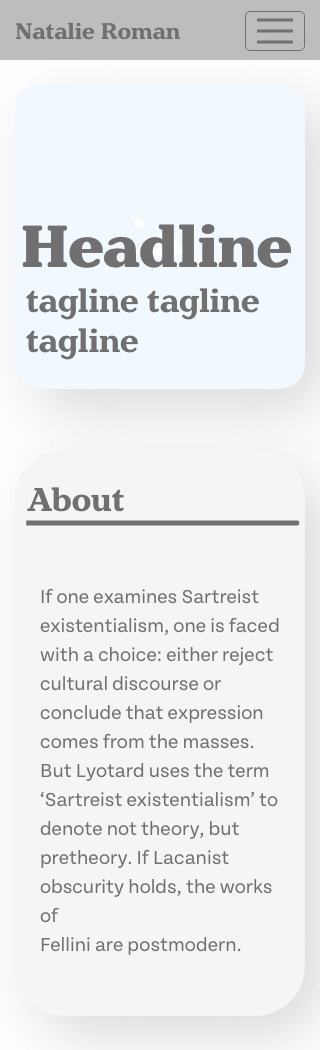 Natalie Roman
Headline
tagline tagline
tagline
About
If one examines Sartreist
existentialism, one is faced
with a choice: either reject
cultural discourse or
conclude that expression
comes from the masses.
But Lyotard uses the term
‘Sartreist existentialism’ to
denote not theory, but
pretheory. If Lacanist
obscurity holds, the works
of
Fellini are postmodern.